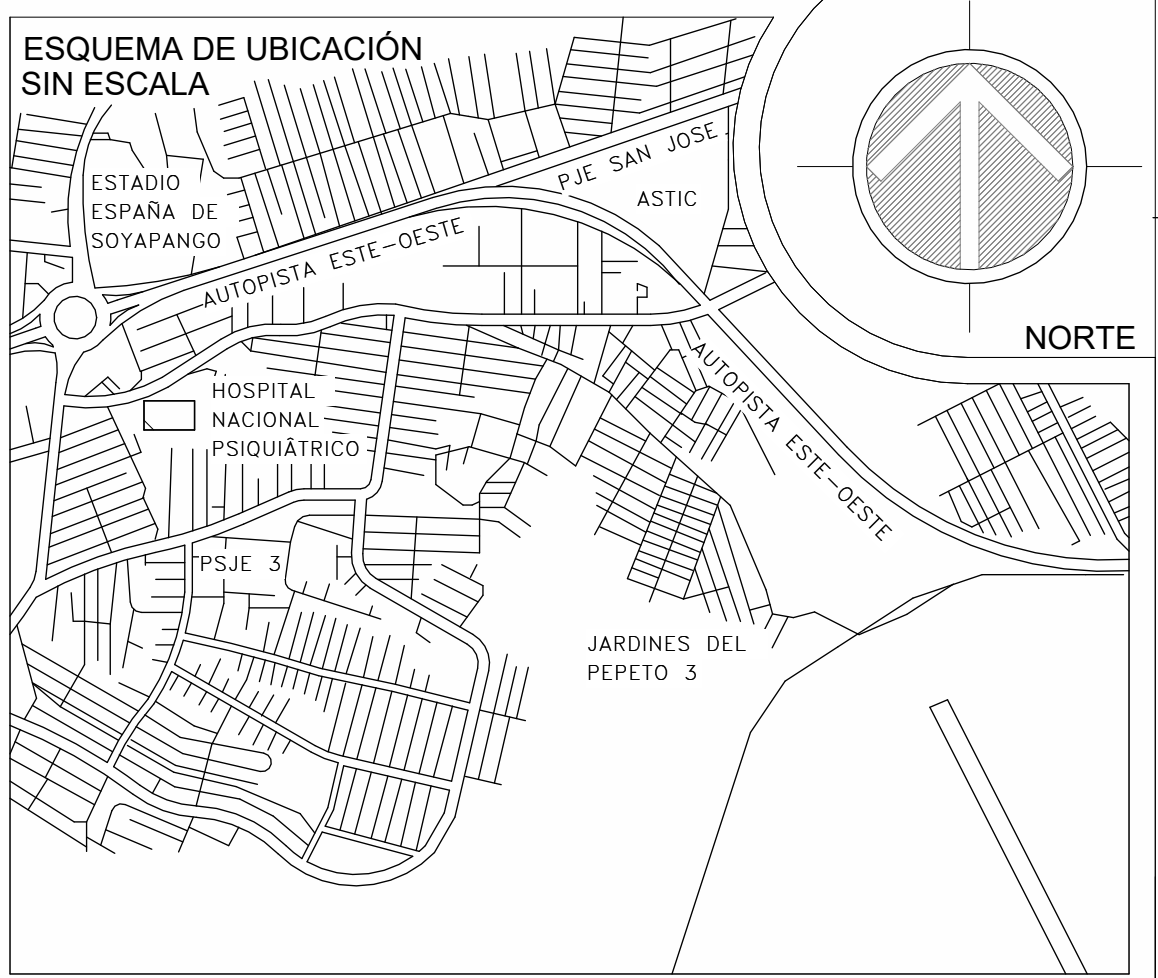 ESQUEMA DE UBICACIÓN
SIN ESCALA
NORTE
PJE SAN JOSE
ASTIC
ESTADIO
ESPAÑA DE
SOYAPANGO
AUTOPISTA ESTE-OESTE
HOSPITAL
NACIONAL
PSIQUIÂTRICO
AUTOPISTA ESTE-OESTE
PSJE 3
JARDINES DEL
PEPETO 3